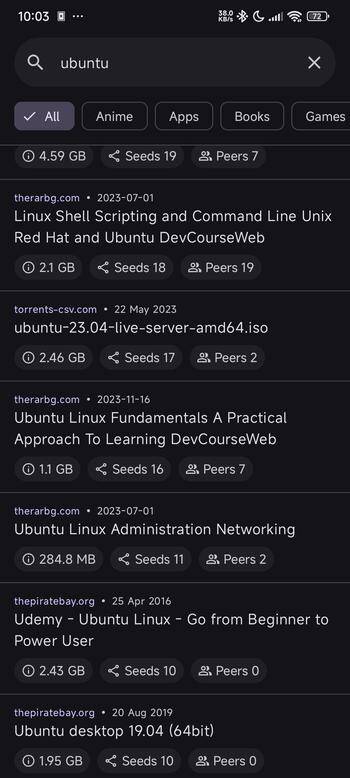 10:03 ... 38.0 KB/s 72
ubuntu
All Anime Apps Books Games
4.59 GB Seeds 19 Peers 7
therarbg.com • 2023-07-01
Linux Shell Scripting and Command Line Unix
Red Hat and Ubuntu DevCourseWeb
2.1 GB Seeds 18 Peers 19
torrents-csv.com • 22 May 2023
ubuntu-23.04-live-server-amd64.iso
2.46 GB Seeds 17 Peers 2
therarbg.com • 2023-11-16
Ubuntu Linux Fundamentals A Practical
Approach To Learning DevCourseWeb
1.1 GB Seeds 16 Peers 7
therarbg.com • 2023-07-01
Ubuntu Linux Administration Networking
284.8 MB Seeds 11 Peers 2
thepiratebay.org • 25 Apr 2016
Udemy - Ubuntu Linux - Go from Beginner to
Power User
2.43 GB Seeds 10 Peers 0
thepiratebay.org • 20 Aug 2019
Ubuntu desktop 19.04 (64bit)
1.95 GB Seeds 10 Peers 0